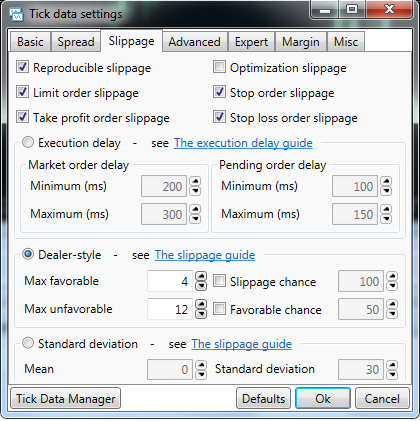 Tick data settings
Basic Spread Slippage Advanced Expert Margin Misc
Reproducible slippage Optimization slippage
Limit order slippage Stop order slippage
Take profit order slippage Stop loss order slippage
Execution delay - see The execution delay guide
Market order delay Pending order delay
Minimum (ms) 200 Minimum (ms) 100
Maximum (ms) 300 Maximum (ms) 150
Dealer-style - see The slippage guide
Max favorable 4 Slippage chance 100
Max unfavorable 12 Favorable chance 50
Standard deviation - see The slippage guide
Mean 0 Standard deviation 30
Tick Data Manager Defaults Ok Cancel